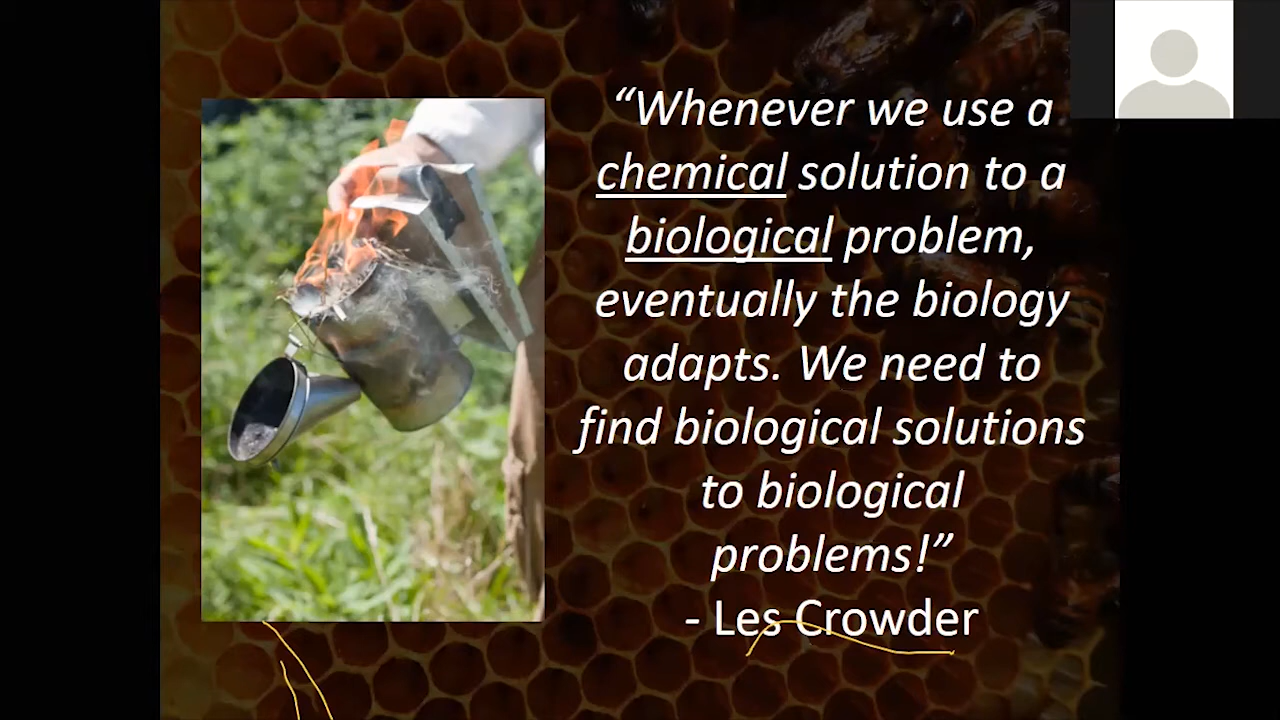 “Whenever we use a
chemical solution to a
biological problem,
eventually the biology
adapts. We need to
find biological solutions
to biological
problems!”
- Les Crowder